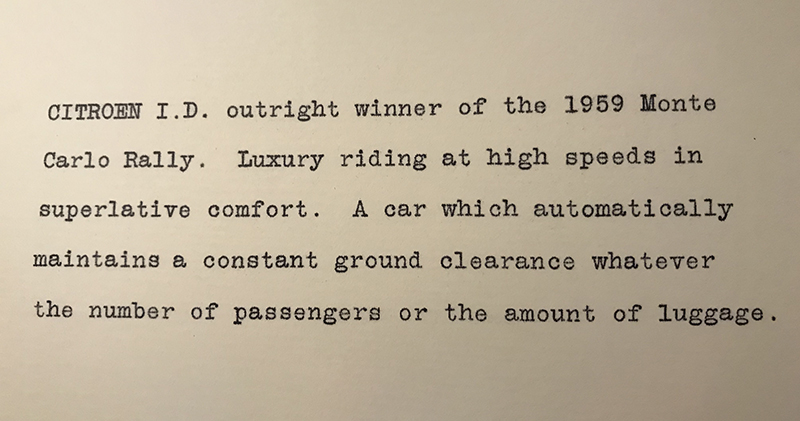 CITROEN I.D. outright winner of the 1959 Monte
Carlo Rally.  Luxury riding at high speeds in
superlative comfort.  A car which automatically
maintains a constant ground clearance whatever
the number of passengers or the amount of luggage.